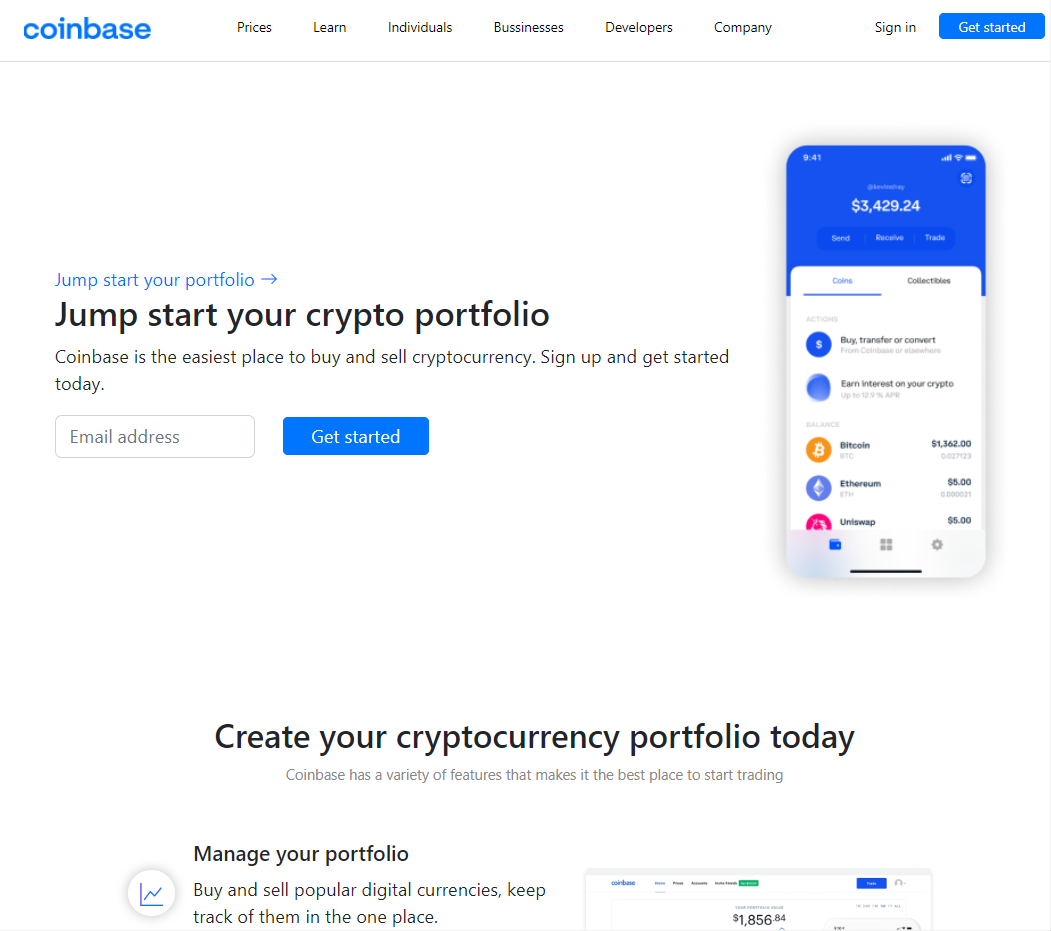 coinbase
Prices Learn Individuals Bussinesses Developers Company Sign in Get started
Jump start your portfolio →
Jump start your crypto portfolio
Coinbase is the easiest place to buy and sell cryptocurrency. Sign up and get started
today.
Email address Get started
9:41
@kevinshay
$3,429.24
Send Receive Trade
Coins Collectibles
ACTIONS
$
Buy, transfer or convert
From Coinbase or elsewhere
Earn interest on your crypto
Up to 12.9 % APR
BALANCE
Bitcoin $1,362.00
BTC 0.027123
Ethereum $5.00
ETH 0.000021
Uniswap $5.00
Create your cryptocurrency portfolio today
Coinbase has a variety of features that makes it the best place to start trading
Manage your portfolio
Buy and sell popular digital currencies, keep
track of them in the one place.
coinbase Home Prices Accounts Invite friends Trade
YOUR PORTFOLIO VALUE
$1,856.84